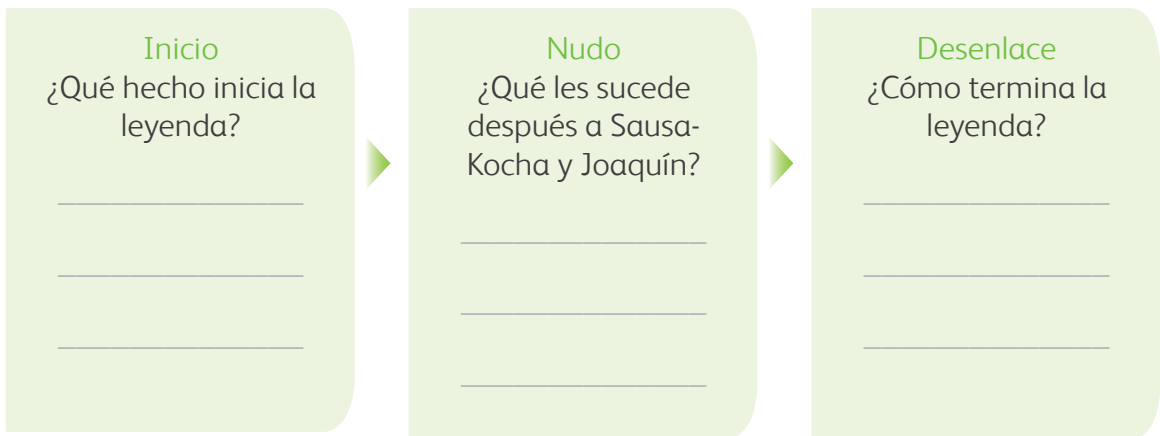 Inicio
¿Qué hecho inicia la
leyenda?
Nudo
¿Qué les sucede
después a Sausa-
Kocha y Joaquín?
Desenlace
¿Cómo termina la
leyenda?